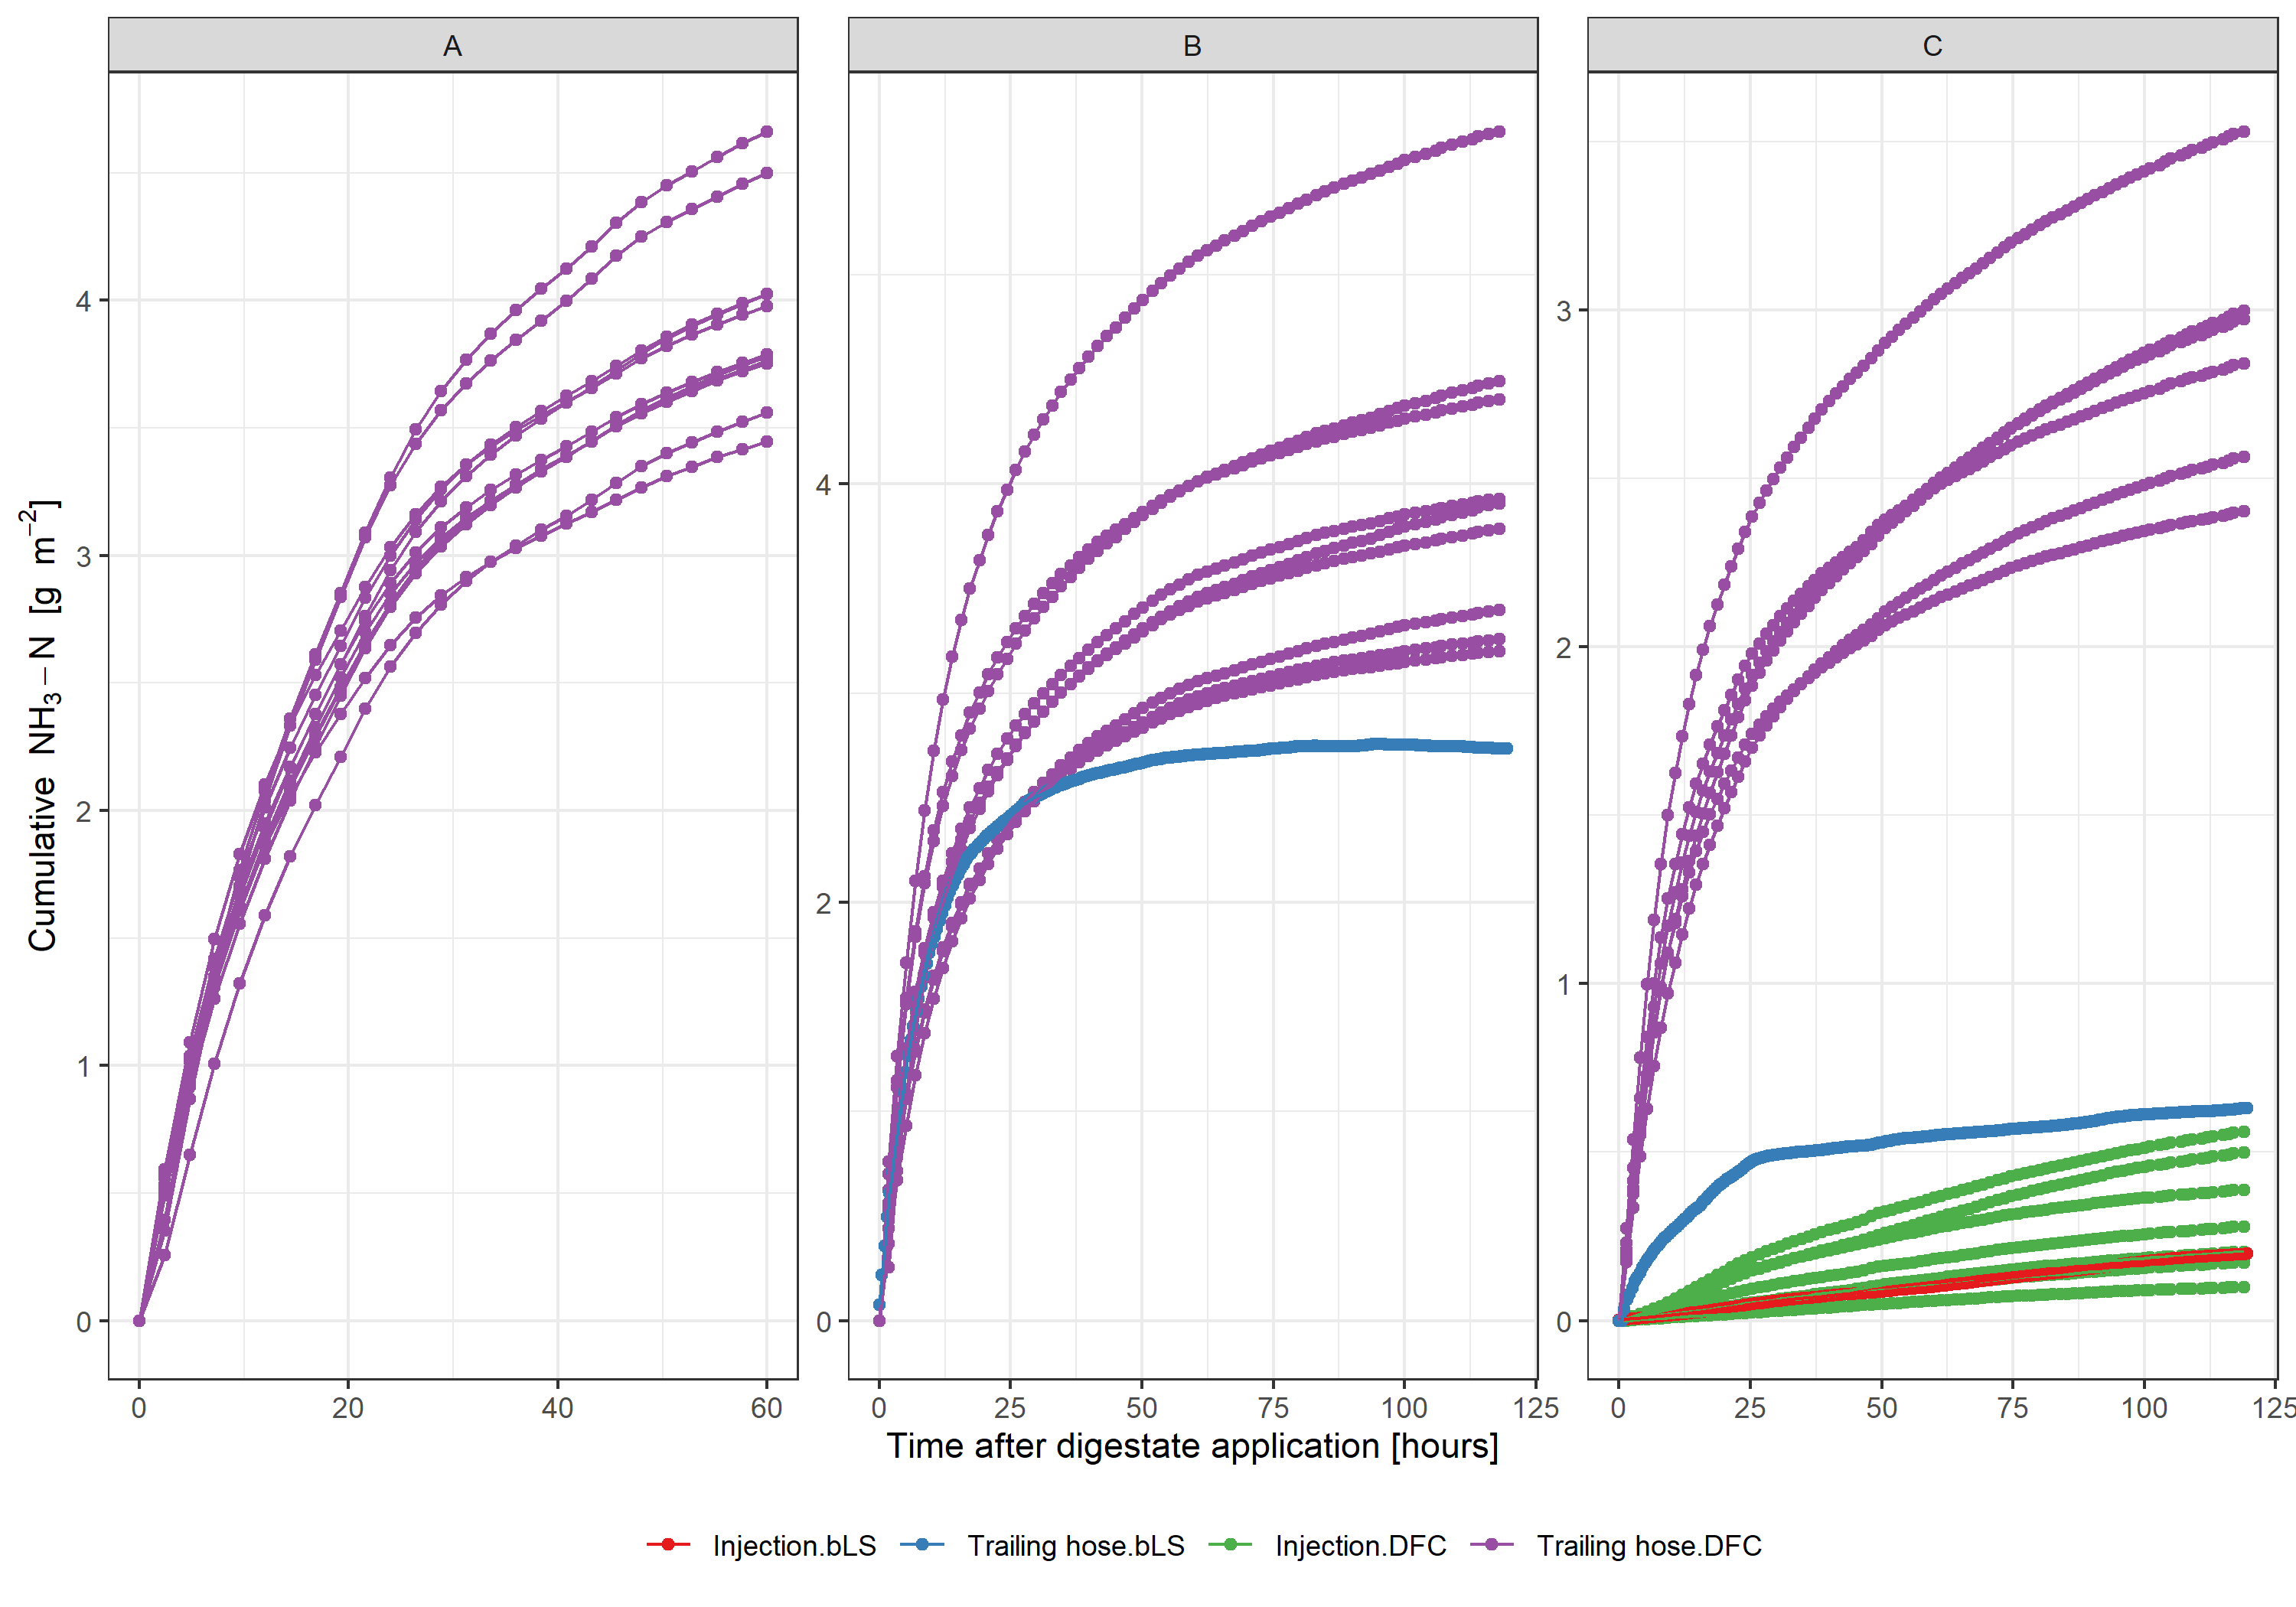 A B C
Cumulative NH₃−N [g m⁻²]
4
3
2
1
0
4
2
0
3
2
1
0
0 20 40 60
0 25 50 75 100 125
0 25 50 75 100 125
Time after digestate application [hours]
Injection.bLS Trailing hose.bLS Injection.DFC Trailing hose.DFC